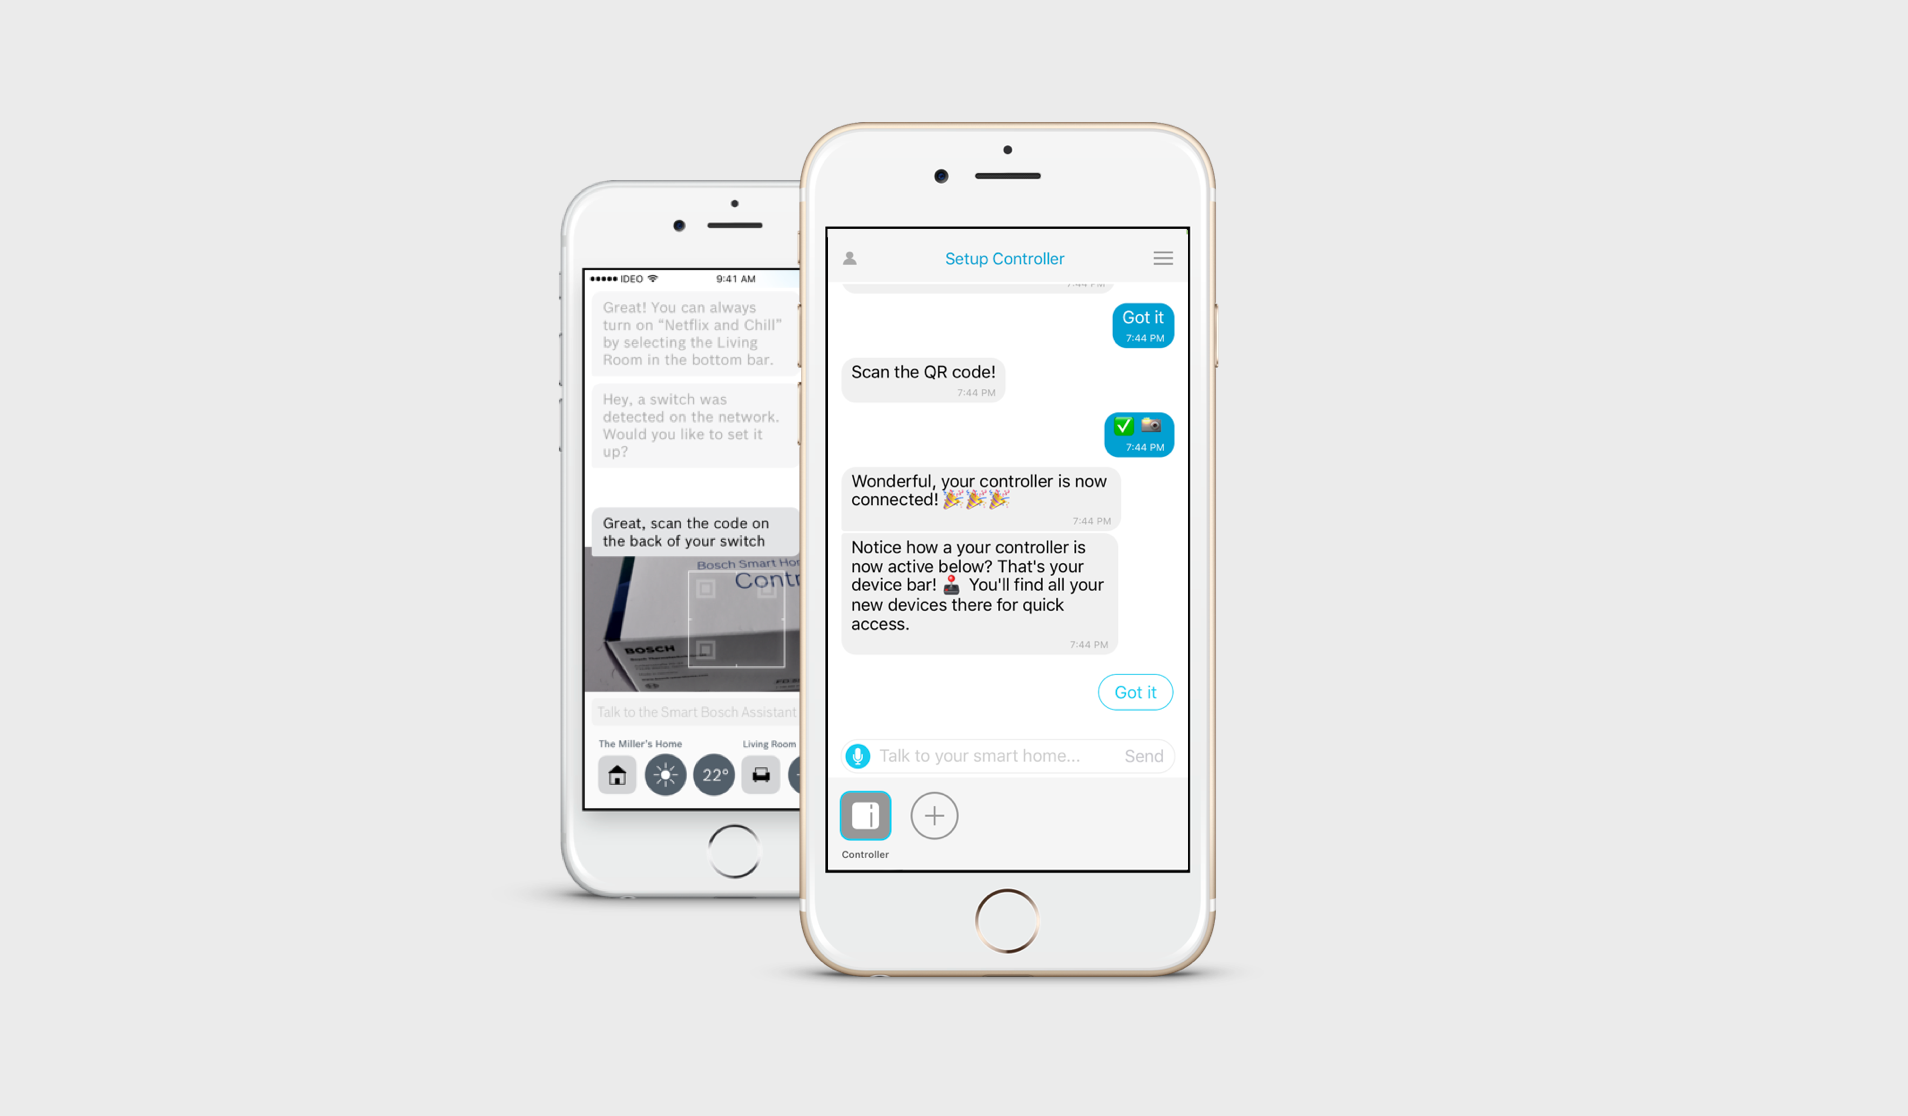 IDEO
9:41 AM
Great! You can always
turn on “Netflix and Chill”
by selecting the Living
Room in the bottom bar.
Hey, a switch was
detected on the network.
Would you like to set it
up?
Great, scan the code on
the back of your switch
Bosch Smart
BOSCH
Talk to the Smart Bosch Assistant
The Miller's Home
Living Room
22°
Setup Controller
7:44 PM
Got it
7:44 PM
Scan the QR code!
7:44 PM
✅ 📷
7:44 PM
Wonderful, your controller is now
connected! 🎉🎉🎉
7:44 PM
Notice how a your controller is
now active below? That's your
device bar! 🕹 You'll find all your
new devices there for quick
access.
7:44 PM
Got it
Talk to your smart home...
Send
Controller